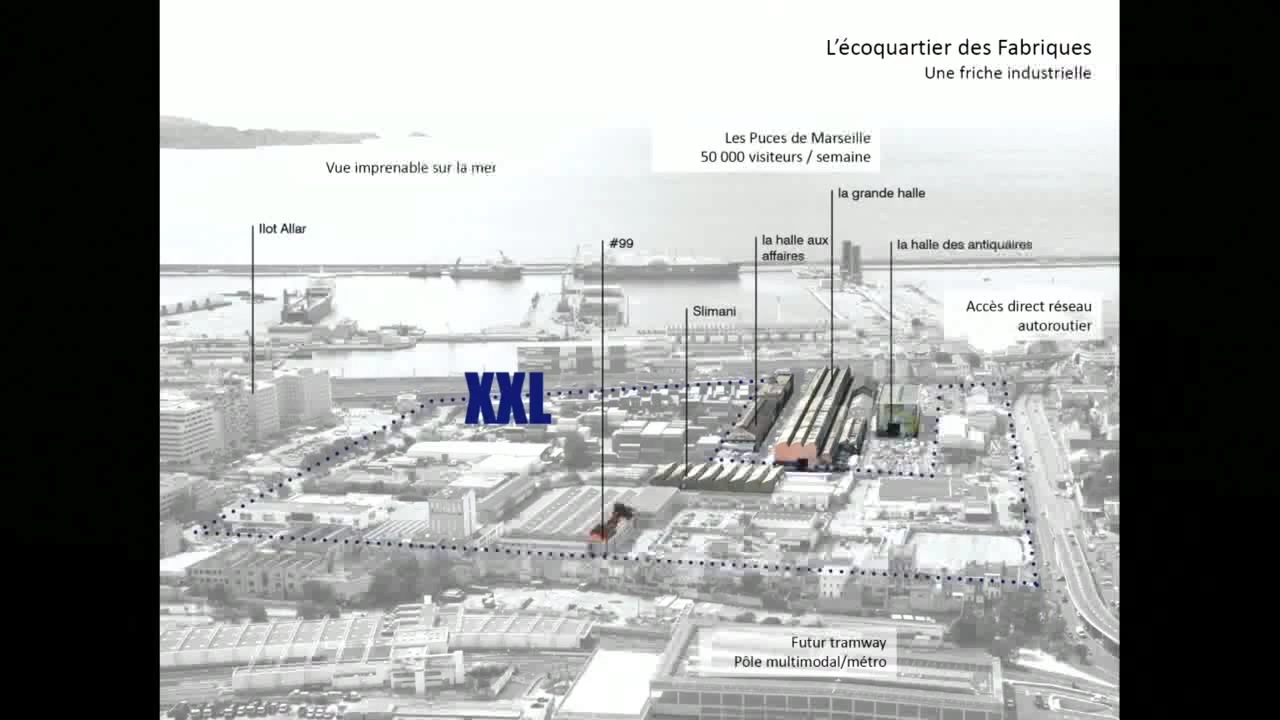 L'écoquartier des Fabriques
Une friche industrielle
Les Puces de Marseille
50 000 visiteurs / semaine
Vue imprenable sur la mer
la grande halle
Ilot Allar
#99
la halle aux
affaires
la halle des antiquaires
Slimani
Accès direct réseau
autoroutier
XXL
Futur tramway
Pôle multimodal/métro